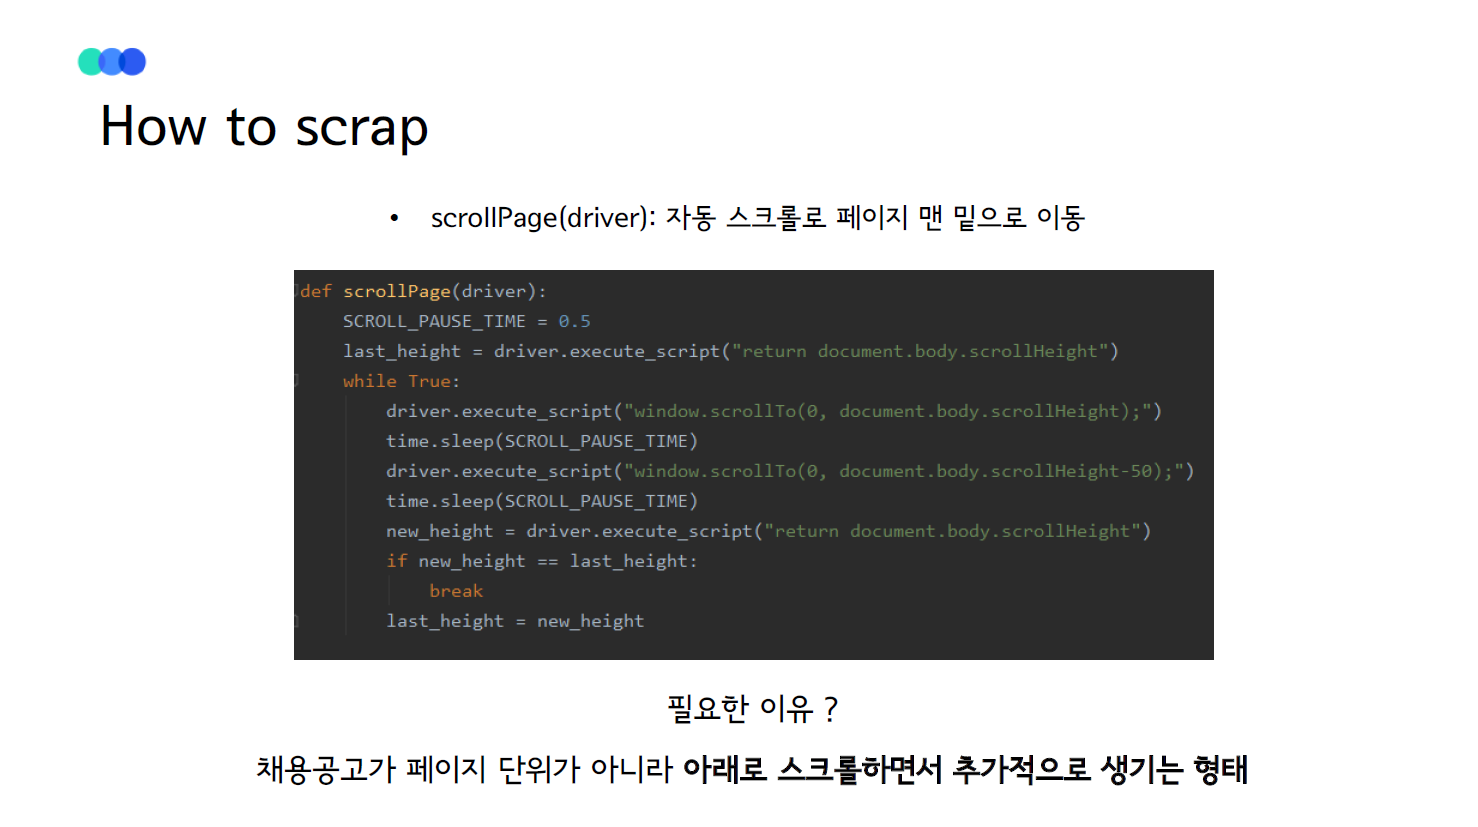 How to scrap
• scrollPage(driver): 자동 스크롤로 페이지 맨 밑으로 이동
def scrollPage(driver):
    SCROLL_PAUSE_TIME = 0.5
    last_height = driver.execute_script("return document.body.scrollHeight")
    while True:
        driver.execute_script("window.scrollTo(0, document.body.scrollHeight);")
        time.sleep(SCROLL_PAUSE_TIME)
        driver.execute_script("window.scrollTo(0, document.body.scrollHeight-50);")
        time.sleep(SCROLL_PAUSE_TIME)
        new_height = driver.execute_script("return document.body.scrollHeight")
        if new_height == last_height:
            break
        last_height = new_height
필요한 이유 ?
채용공고가 페이지 단위가 아니라 아래로 스크롤하면서 추가적으로 생기는 형태